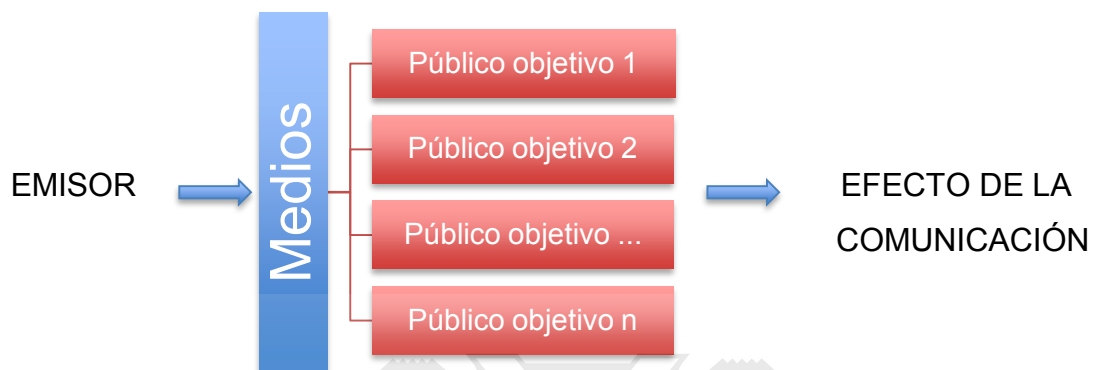 EMISOR
Medios
Público objetivo 1
Público objetivo 2
Público objetivo ...
Público objetivo n
EFECTO DE LA
COMUNICACIÓN